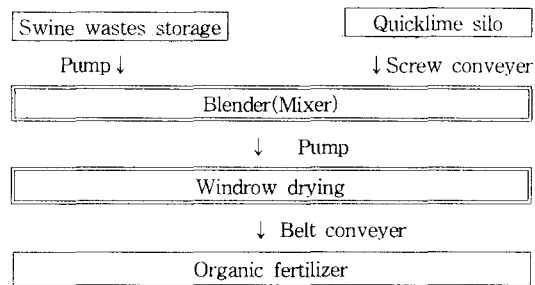 Swine wastes storage Quicklime silo
Pump ↓ ↓ Screw conveyer
Blender(Mixer)
↓ Pump
Windrow drying
↓ Belt conveyer
Organic fertilizer